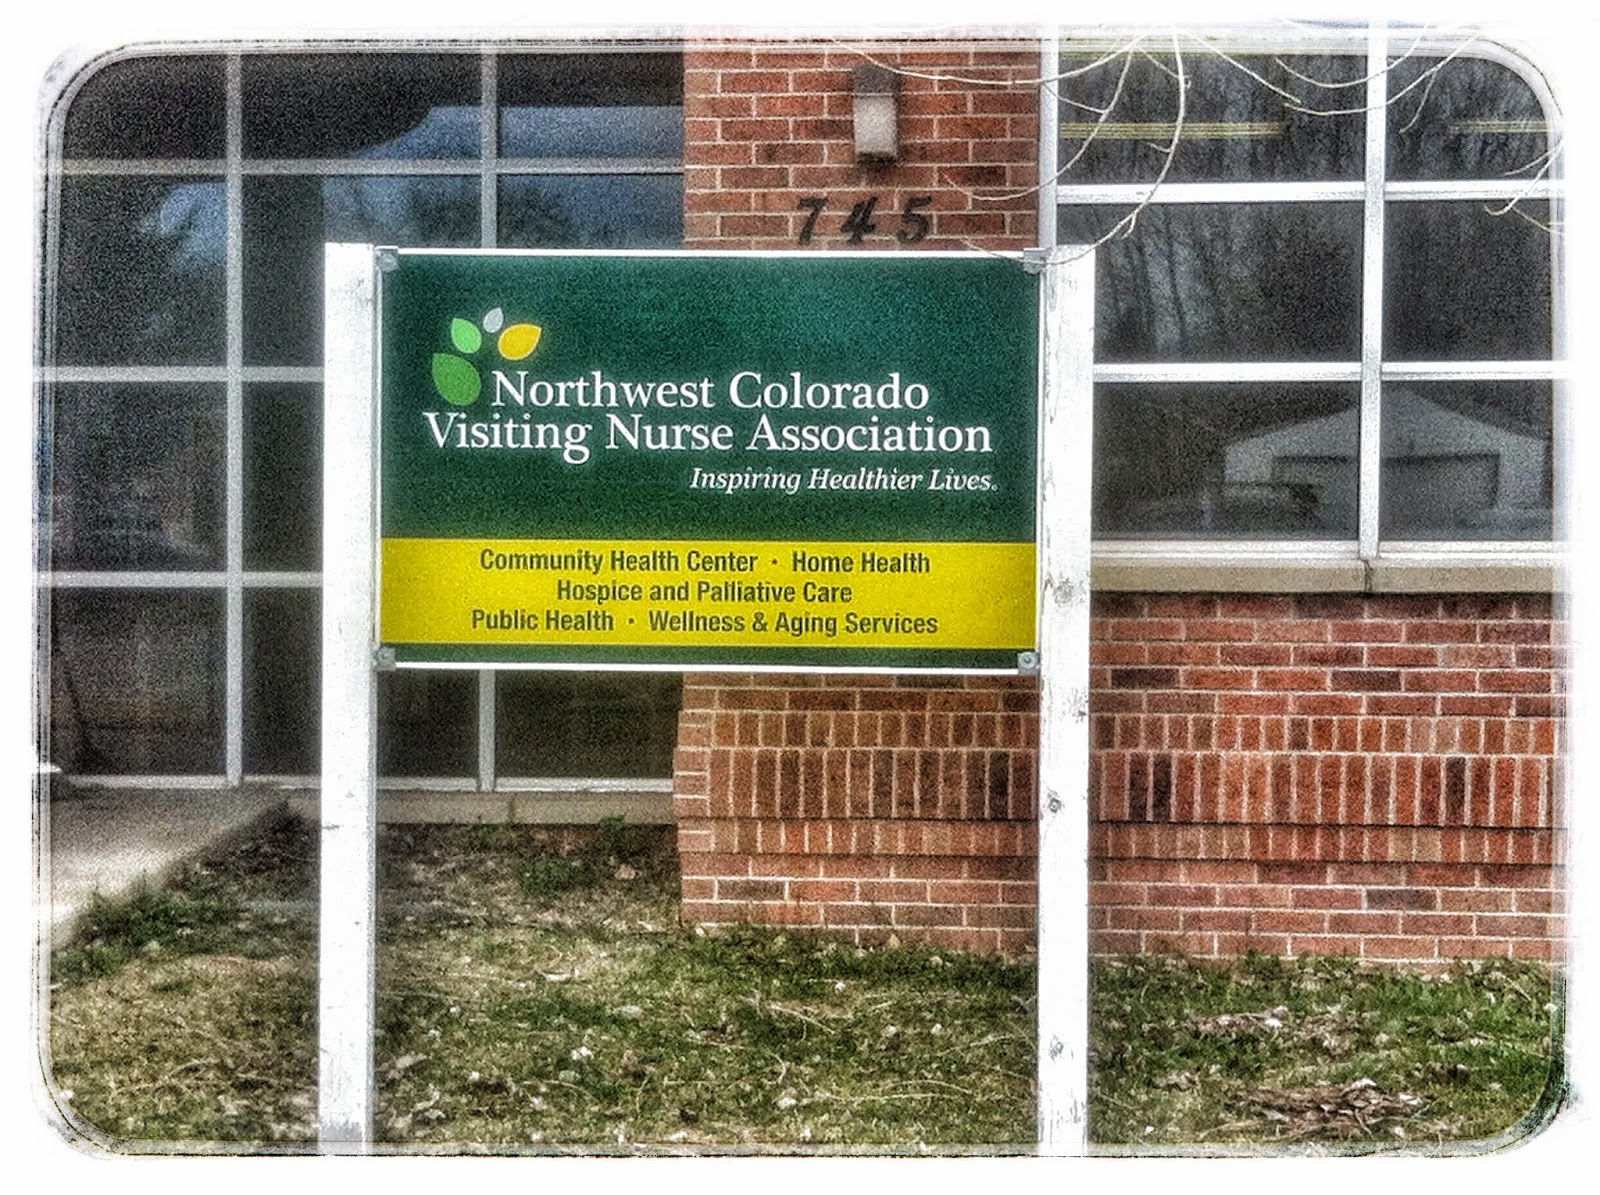 745
Northwest Colorado
Visiting Nurse Association
Inspiring Healthier Lives.
Community Health Center · Home Health
Hospice and Palliative Care
Public Health · Wellness & Aging Services